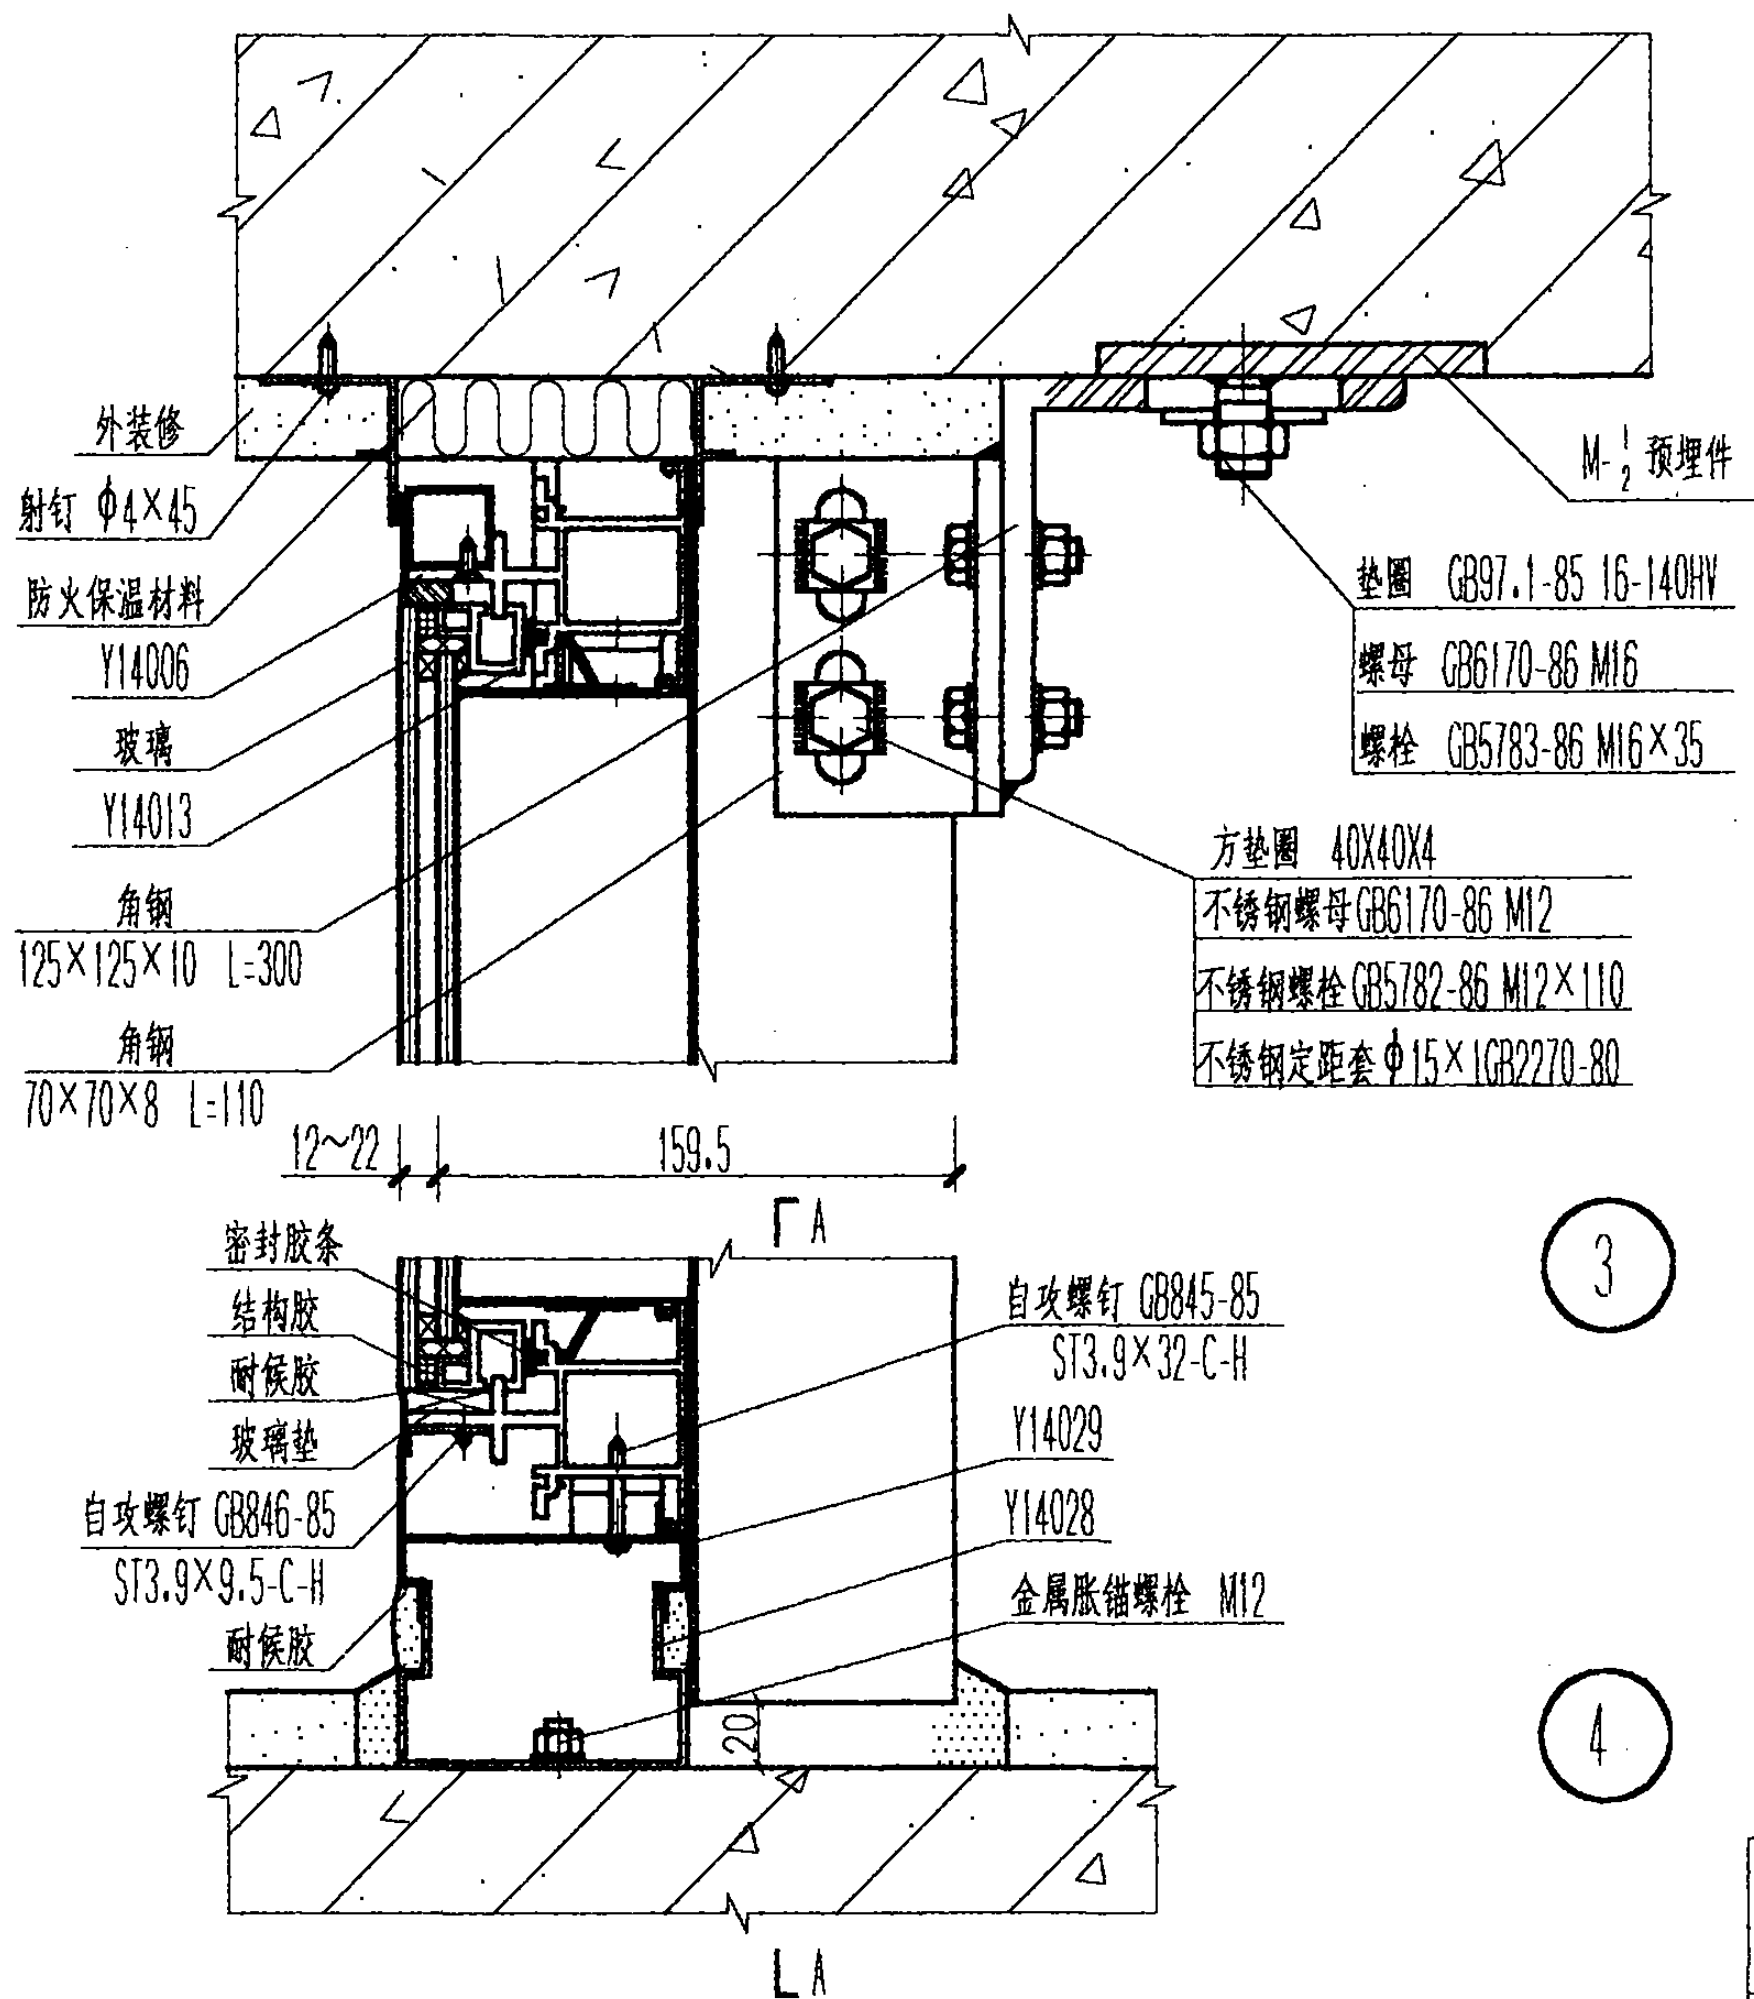 外装修
射钉 ф4×45
防火保温材料
Y14006
玻璃
Y14013
角钢
125×125×10 L=300
角钢
70×70×8 L=110
M-1/2 预埋件
垫圈 GB97.1-85 16-140HV
螺母 GB6170-86 M16
螺栓 GB5783-86 M16×35
方垫圈 40X40X4
不锈钢螺母GB6170-86 M12
不锈钢螺栓GB5782-86 M12×110
不锈钢定距套ф15×1GB2270-80
12~22
159.5
A
3
密封胶条
结构胶
耐候胶
玻璃垫
自攻螺钉 GB846-85
ST3.9×9.5-C-H
耐候胶
自攻螺钉 GB845-85
ST3.9×32-C-H
Y14029
Y14028
金属胀锚螺栓 M12
20
4
A